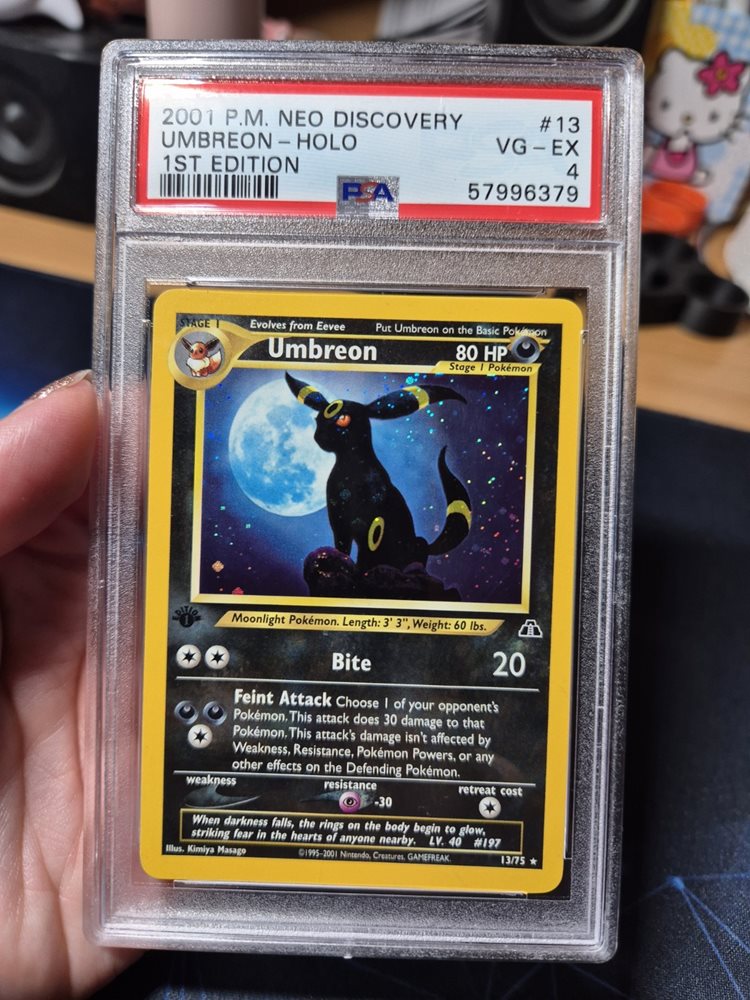 2001 P.M. NEO DISCOVERY #13
UMBREON - HOLO VG - EX
1ST EDITION 4
PSA 57996379
STAGE 1 Evolves from Eevee Put Umbreon on the Basic Pokémon
Umbreon 80 HP
Stage 1 Pokémon
EDITION
1
Moonlight Pokémon. Length: 3' 3", Weight: 60 lbs.
Bite 20
Feint Attack Choose 1 of your opponent's
Pokémon. This attack does 30 damage to that
Pokémon. This attack's damage isn't affected by
Weakness, Resistance, Pokémon Powers, or any
other effects on the Defending Pokémon.
weakness resistance retreat cost
-30
When darkness falls, the rings on the body begin to glow,
striking fear in the hearts of anyone nearby. LV. 40 #197
Illus. Kimiya Masago ©1995-2001 Nintendo, Creatures, GAMEFREAK. 13/75 ★